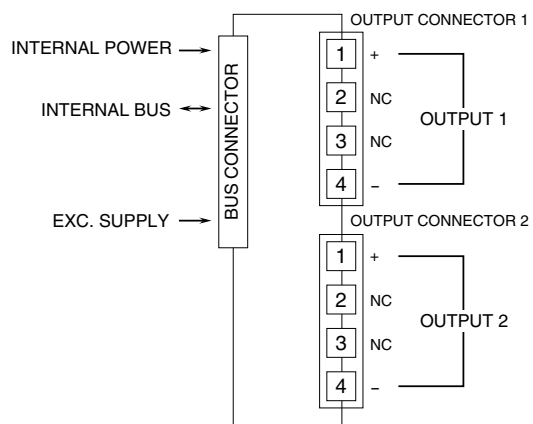 OUTPUT CONNECTOR 1
INTERNAL POWER
INTERNAL BUS
EXC. SUPPLY
BUS CONNECTOR
1 +
2 NC
3 NC
4 −
OUTPUT 1
OUTPUT CONNECTOR 2
1 +
2 NC
3 NC
4 −
OUTPUT 2